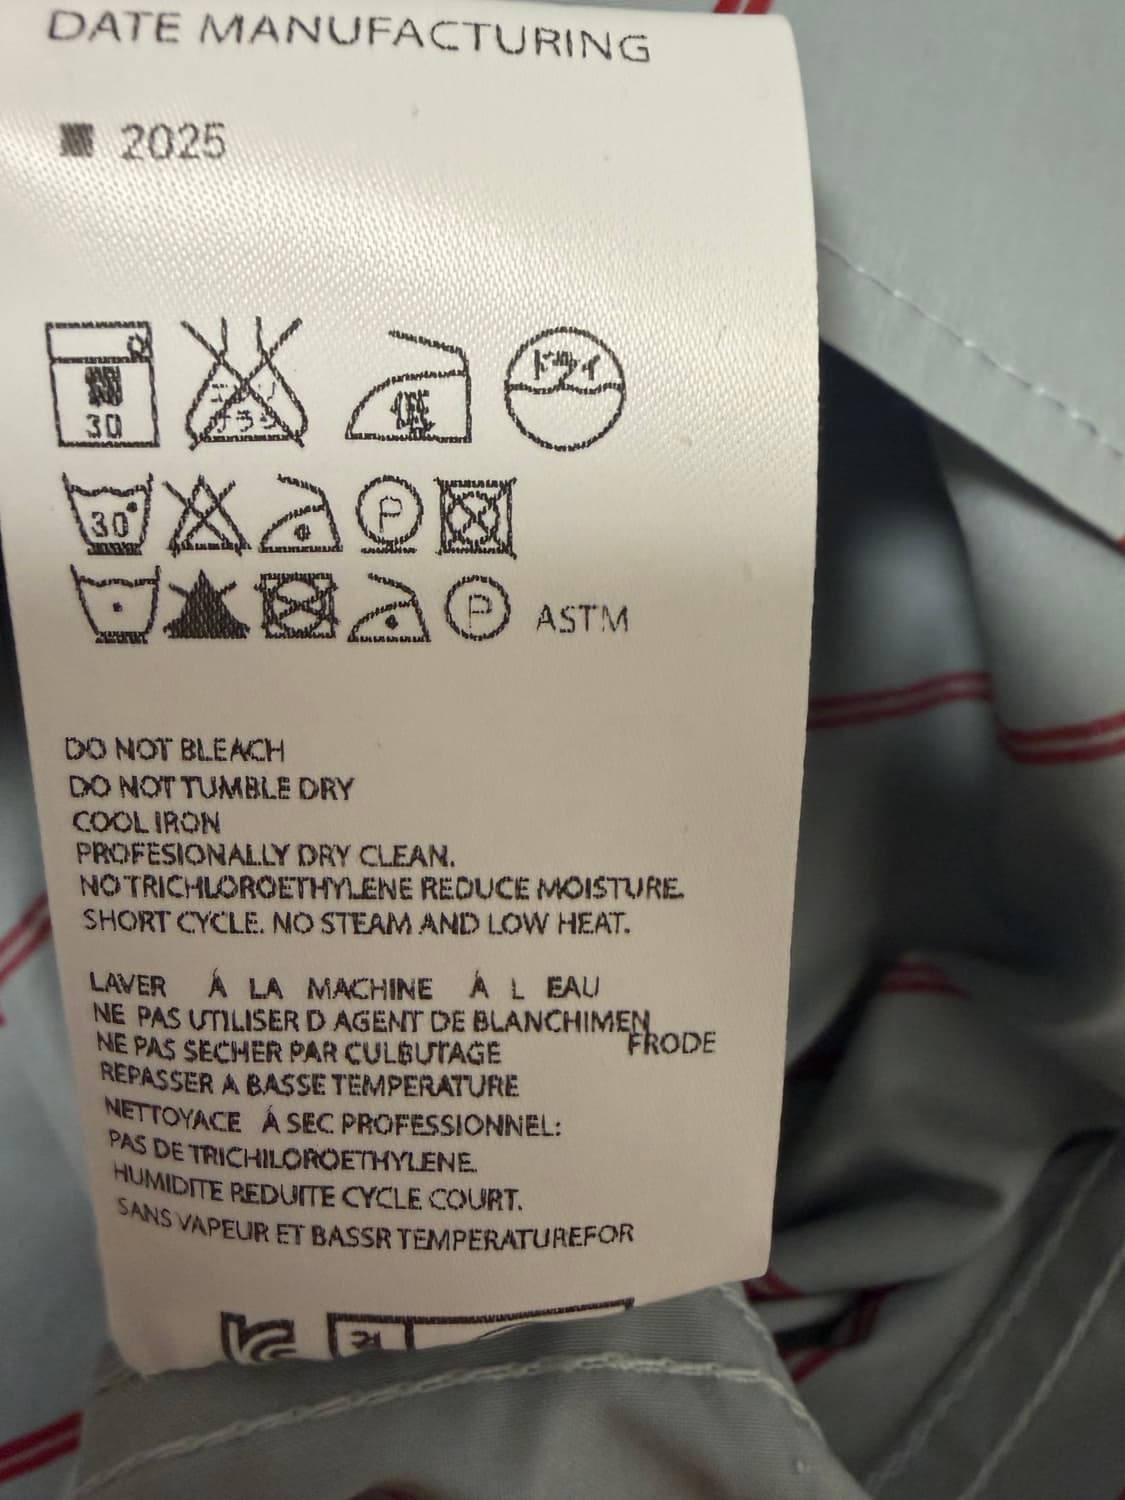 DATE MANUFACTURING
2025
30
ドライ
30°
P
P ASTM
DO NOT BLEACH
DO NOT TUMBLE DRY
COOL IRON
PROFESIONALLY DRY CLEAN.
NO TRICHLOROETHYLENE REDUCE MOISTURE.
SHORT CYCLE. NO STEAM AND LOW HEAT.
LAVER Á LA MACHINE À L EAU
NE PAS UTILISER D AGENT DE BLANCHIMEN
FRODE
NE PAS SECHER PAR CULBUTAGE
REPASSER A BASSE TEMPERATURE
NETTOYACE Á SEC PROFESSIONNEL:
PAS DE TRICHILOROETHYLENE.
HUMIDITE REDUITE CYCLE COURT.
SANS VAPEUR ET BASSR TEMPERATUREFOR